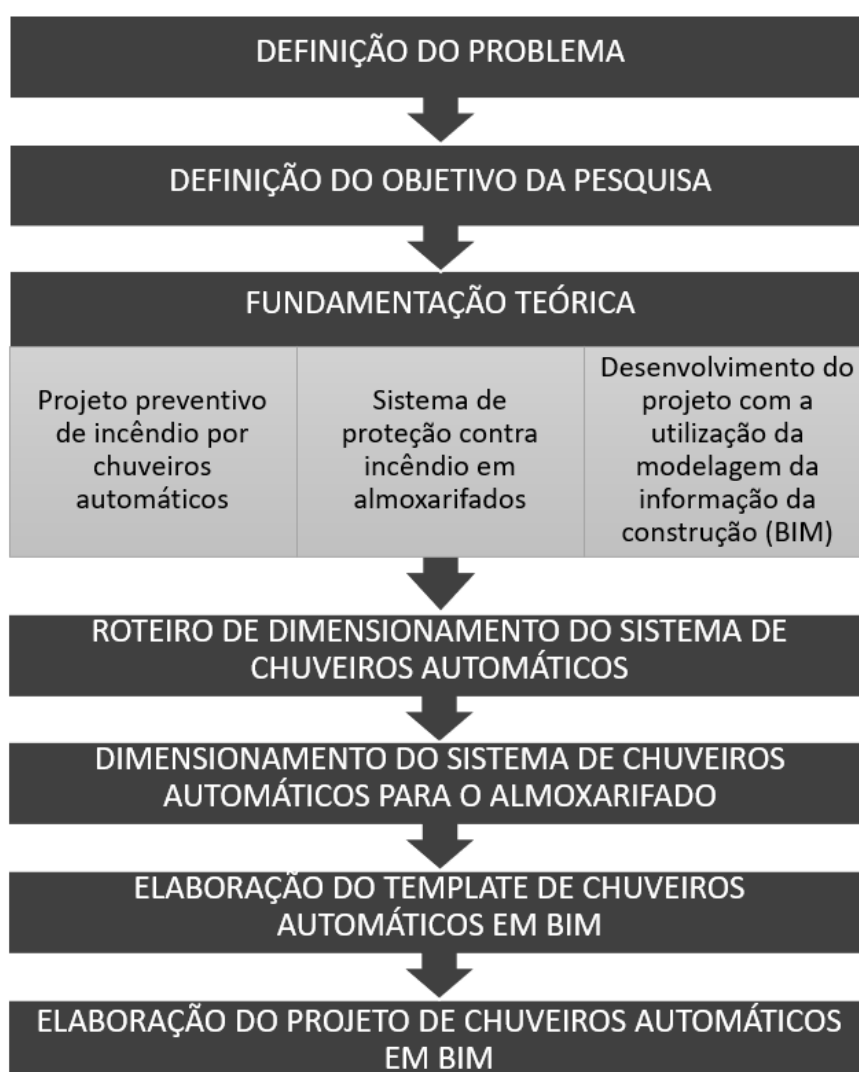 DEFINIÇÃO DO PROBLEMA
DEFINIÇÃO DO OBJETIVO DA PESQUISA
FUNDAMENTAÇÃO TEÓRICA
Projeto preventivo
de incêndio por
chuveiros
automáticos
Sistema de
proteção contra
incêndio em
almoxarifados
Desenvolvimento do
projeto com a
utilização da
modelagem da
informação da
construção (BIM)
ROTEIRO DE DIMENSIONAMENTO DO SISTEMA DE
CHUVEIROS AUTOMÁTICOS
DIMENSIONAMENTO DO SISTEMA DE CHUVEIROS
AUTOMÁTICOS PARA O ALMOXARIFADO
ELABORAÇÃO DO TEMPLATE DE CHUVEIROS
AUTOMÁTICOS EM BIM
ELABORAÇÃO DO PROJETO DE CHUVEIROS AUTOMÁTICOS
EM BIM